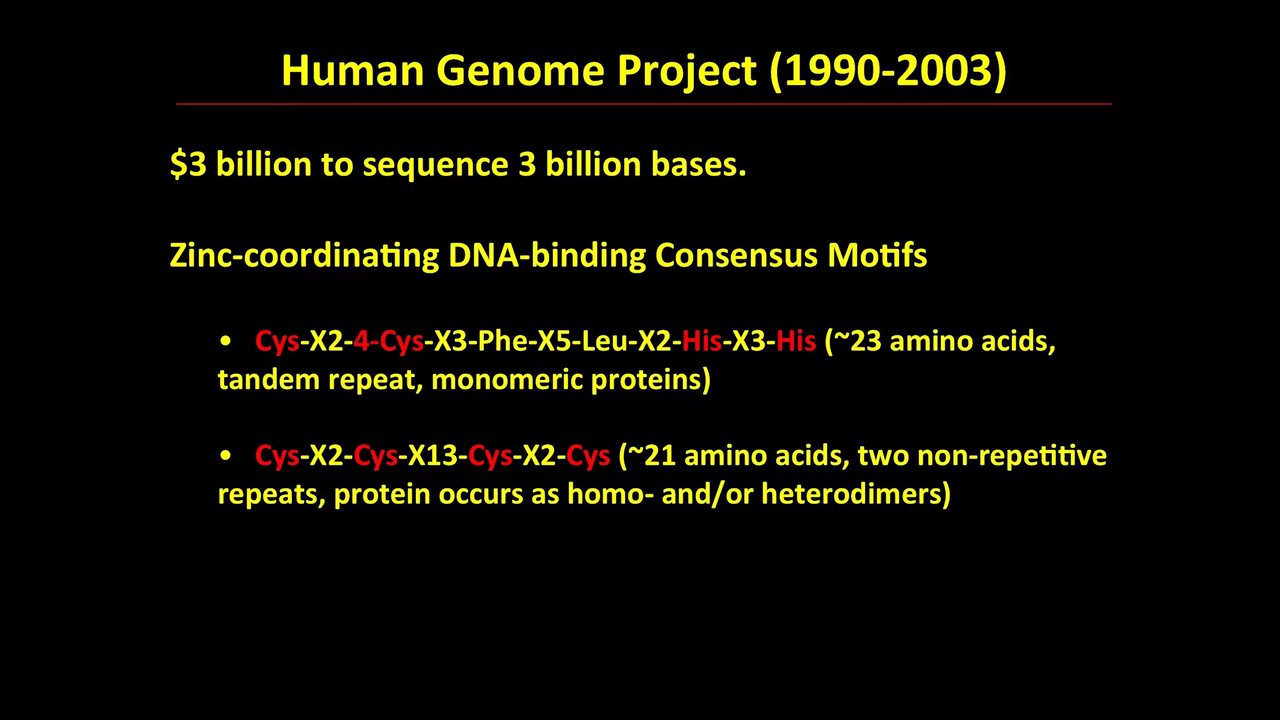 Human Genome Project (1990-2003)
$3 billion to sequence 3 billion bases.
Zinc-coordinating DNA-binding Consensus Motifs
• Cys-X2-4-Cys-X3-Phe-X5-Leu-X2-His-X3-His (~23 amino acids,
tandem repeat, monomeric proteins)
• Cys-X2-Cys-X13-Cys-X2-Cys (~21 amino acids, two non-repetitive
repeats, protein occurs as homo- and/or heterodimers)